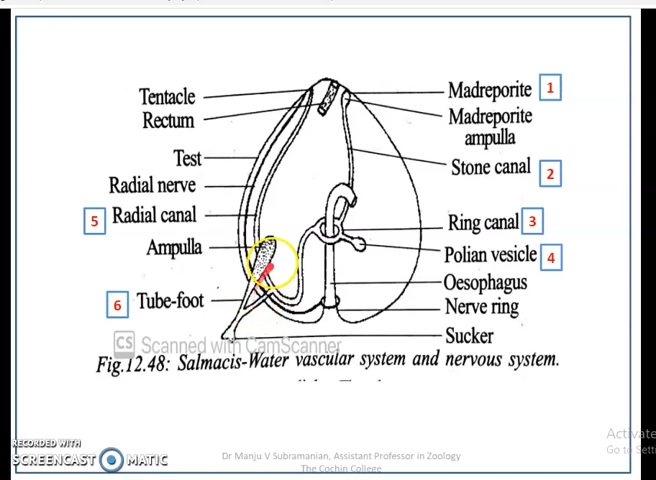 Tentacle
Rectum
Test
Radial nerve
5 Radial canal
Ampulla
6 Tube-foot
Madreporite 1
Madreporite
ampulla
Stone canal 2
Ring canal 3
Polian vesicle 4
Oesophagus
Nerve ring
Sucker
CS Scanned with CamScanner
Fig.12.48: Salmacis-Water vascular system and nervous system.
RECORDED WITH
SCREENCAST MATIC
Dr Manju V Subramanian, Assistant Professor in Zoology
The Cochin College
Activate
Go to Setti